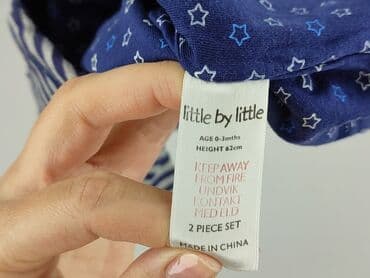 little by little
AGE 0-3mths
HEIGHT 62cm
KEEP AWAY
FROM FIRE
UNDVIK
KONTAKT
MED ELD
2 PIECE SET
MADE IN CHINA